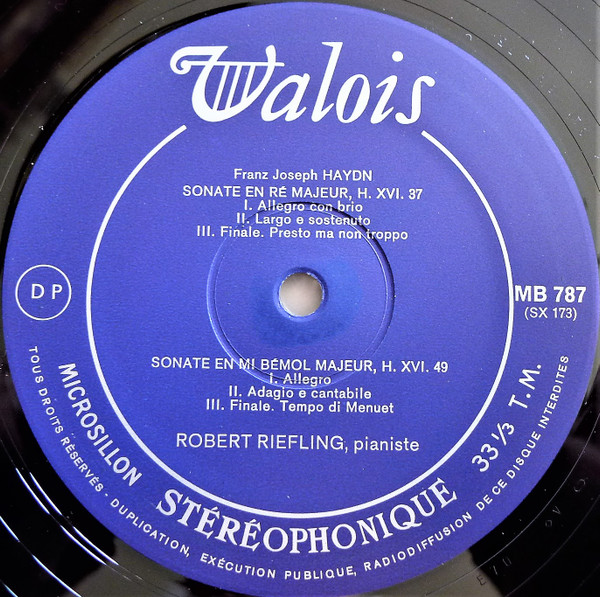 Valois
Franz Joseph HAYDN
SONATE EN RÉ MAJEUR, H. XVI. 37
I. Allegro con brio
II. Largo e sostenuto
III. Finale. Presto ma non troppo
D P
MB 787
(SX 173)
SONATE EN MI BÉMOL MAJEUR, H. XVI. 49
I. Allegro
II. Adagio e cantabile
III. Finale. Tempo di Menuet
ROBERT RIEFLING, pianiste
MICROSILLON STÉRÉOPHONIQUE 33 1/3 T.M.
TOUS DROITS RÉSERVÉS - DUPLICATION, EXÉCUTION PUBLIQUE, RADIODIFFUSION DE CE DISQUE INTERDITES